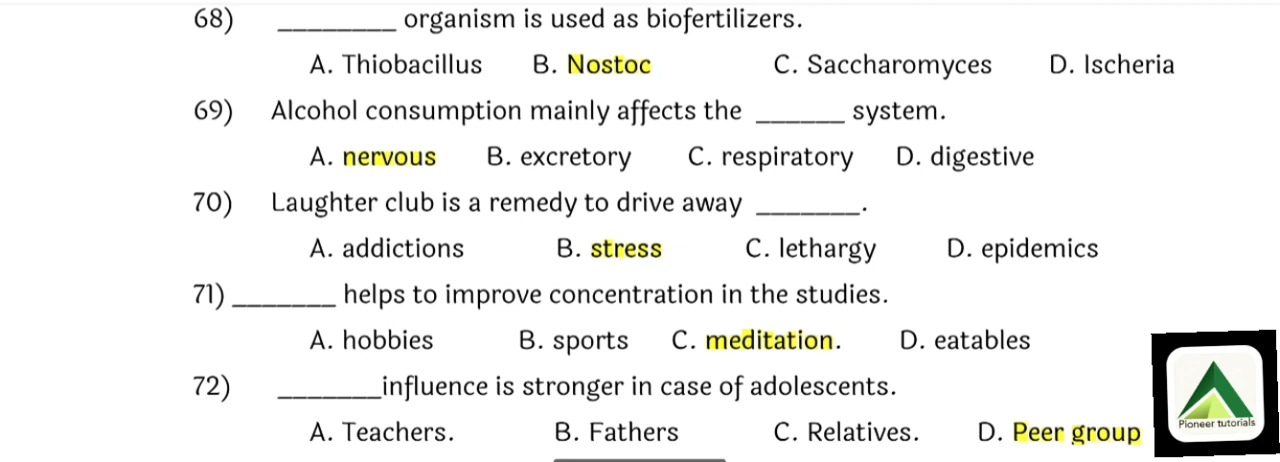 68) ________ organism is used as biofertilizers.
A. Thiobacillus B. Nostoc C. Saccharomyces D. Ischeria
69) Alcohol consumption mainly affects the ______ system.
A. nervous B. excretory C. respiratory D. digestive
70) Laughter club is a remedy to drive away _______.
A. addictions B. stress C. lethargy D. epidemics
71) _______ helps to improve concentration in the studies.
A. hobbies B. sports C. meditation. D. eatables
72) _______influence is stronger in case of adolescents.
A. Teachers. B. Fathers C. Relatives. D. Peer group
Pioneer tutorials